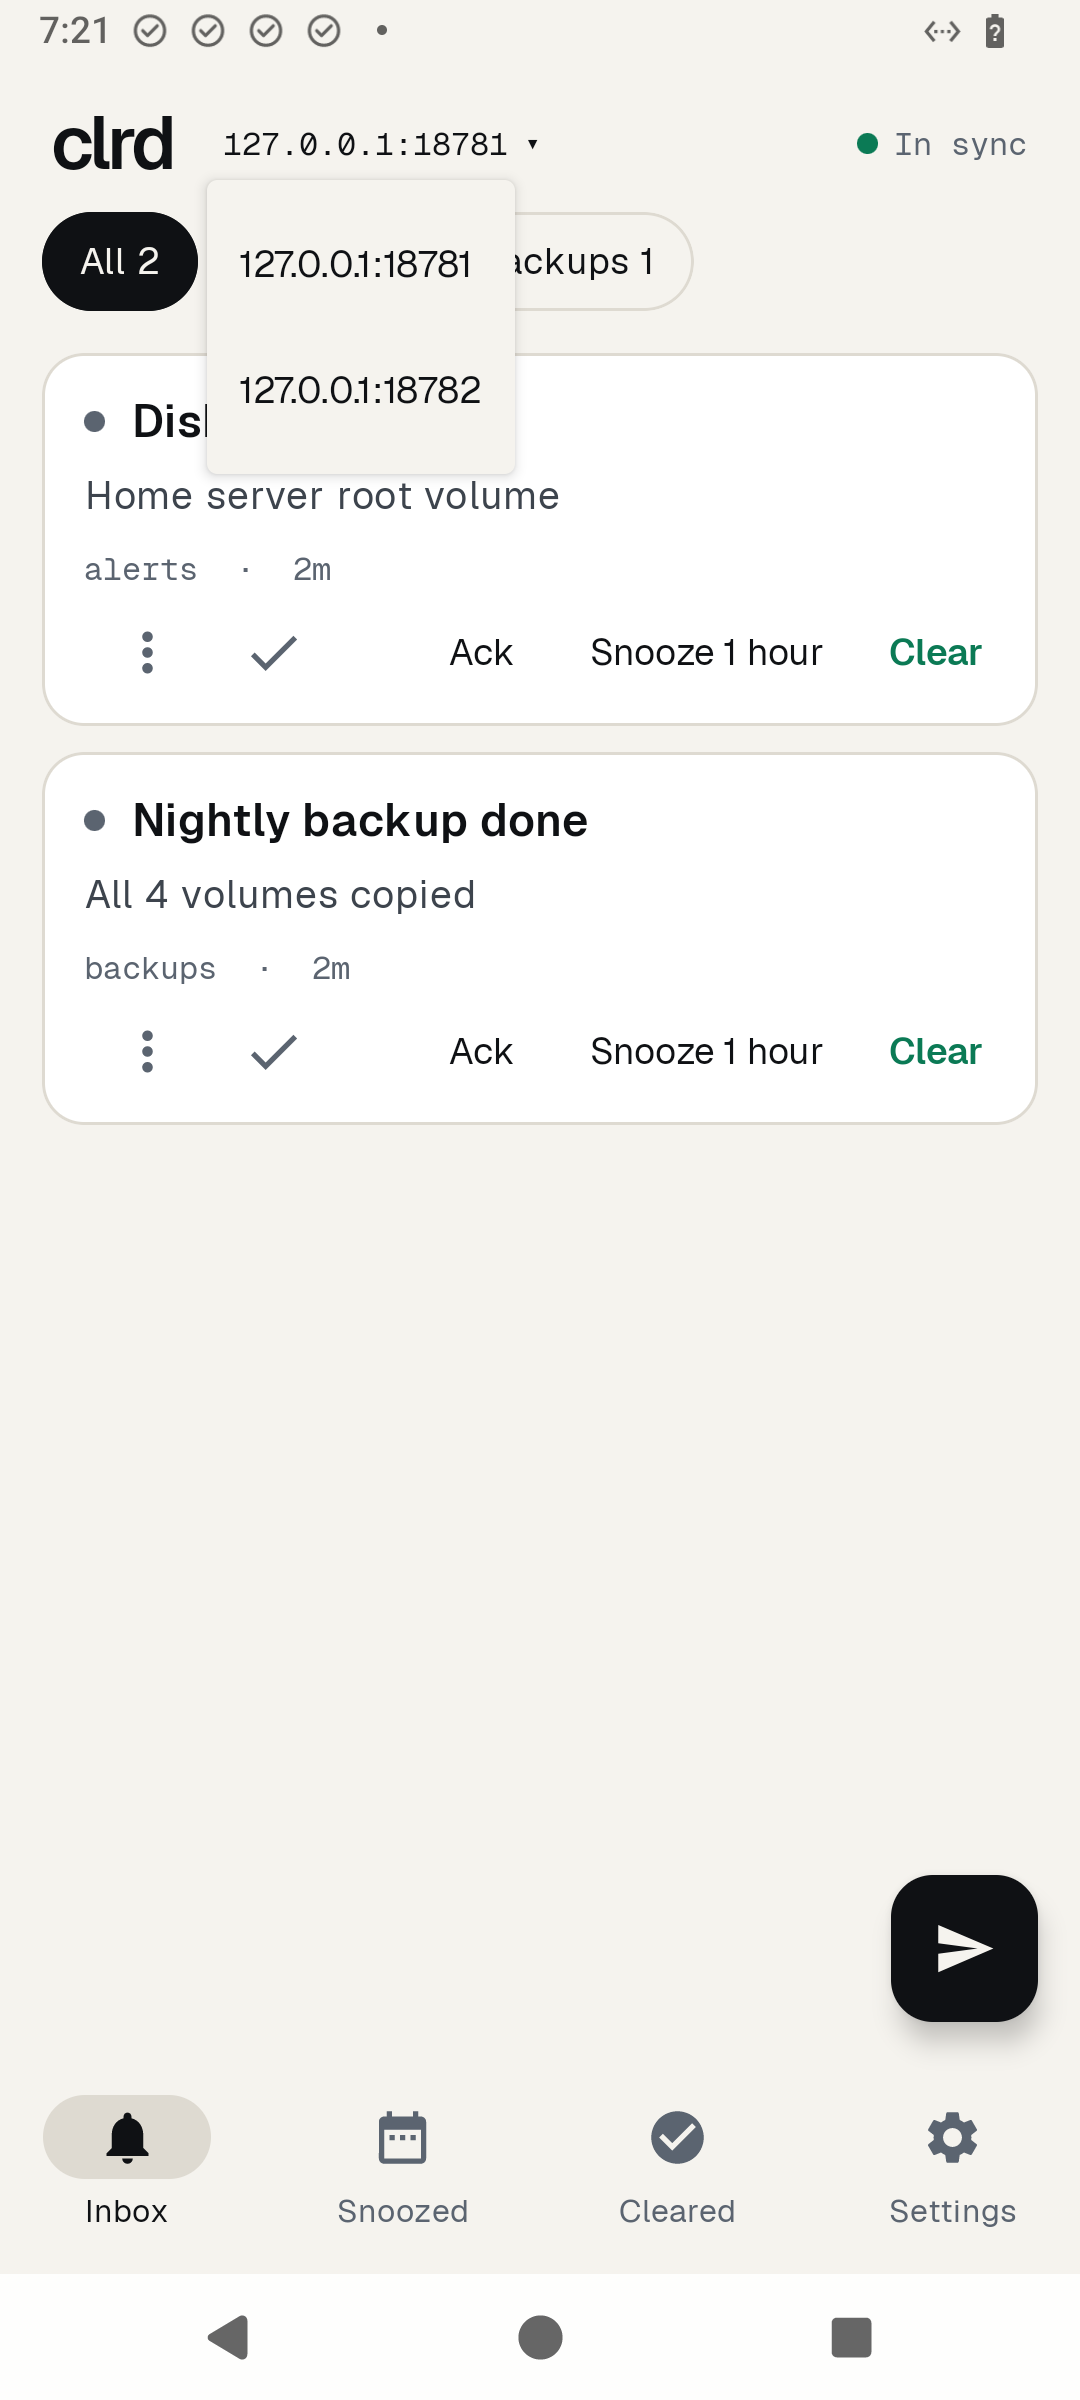 7:21
clrd 127.0.0.1:18781 ▾ In sync
All 2 ackups 1
127.0.0.1:18781
127.0.0.1:18782
Home server root volume
alerts · 2m
Ack Snooze 1 hour Clear
Nightly backup done
All 4 volumes copied
backups · 2m
Ack Snooze 1 hour Clear
Inbox Snoozed Cleared Settings